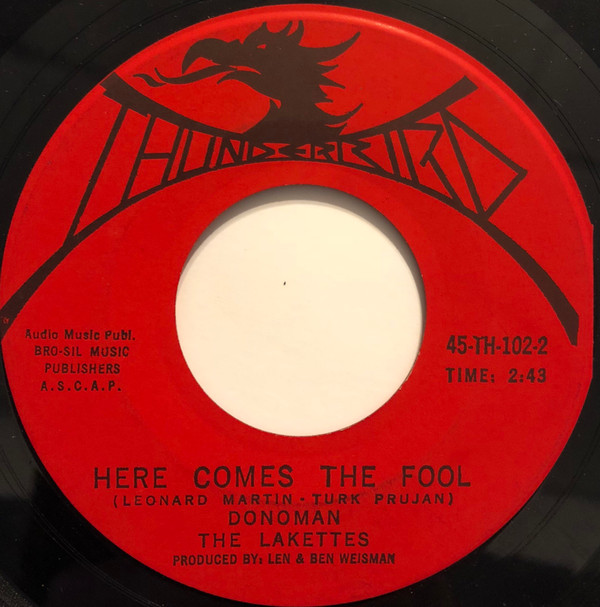 THUNDERBIRD
Audio Music Publ.
BRO-SIL MUSIC
PUBLISHERS
A.S.C.A.P.
45-TH-102-2
TIME: 2:43
HERE COMES THE FOOL
(LEONARD MARTIN · TURK PRUJAN)
DONOMAN
THE LAKETTES
PRODUCED BY: LEN & BEN WEISMAN